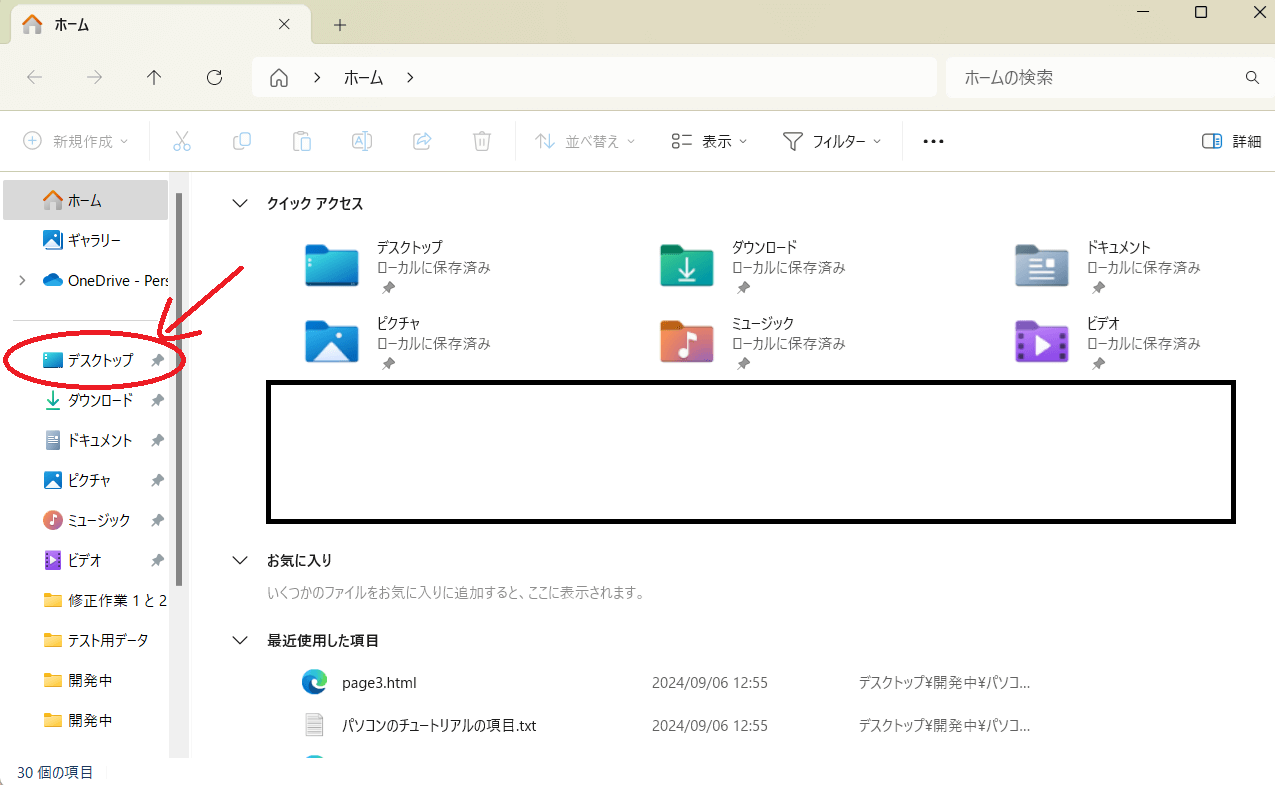 ホーム
ホーム
ホームの検索
新規作成
並べ替え
表示
フィルター
詳細
ホーム
ギャラリー
OneDrive - Pers
デスクトップ
ダウンロード
ドキュメント
ピクチャ
ミュージック
ビデオ
修正作業 1 と 2
テスト用データ
開発中
開発中
クイック アクセス
デスクトップ
ローカルに保存済み
ダウンロード
ローカルに保存済み
ドキュメント
ローカルに保存済み
ピクチャ
ローカルに保存済み
ミュージック
ローカルに保存済み
ビデオ
ローカルに保存済み
お気に入り
いくつかのファイルをお気に入りに追加すると、ここに表示されます。
最近使用した項目
page3.html 2024/09/06 12:55 デスクトップ¥開発中¥パソコ...
パソコンのチュートリアルの項目.txt 2024/09/06 12:55 デスクトップ¥開発中¥パソコ...
30 個の項目